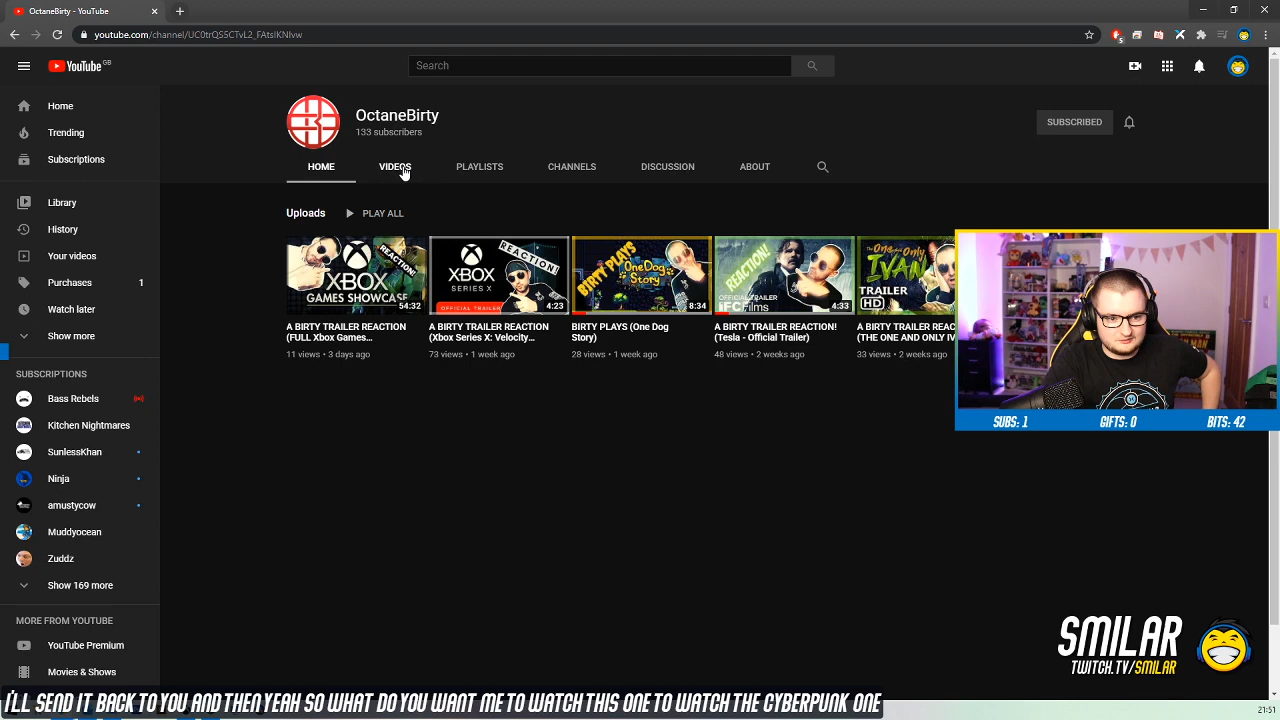 OctaneBirty - YouTube
youtube.com/channel/UC0trQS5CTvL2_FAtsIKNIvw
YouTube GB
Search
Home
Trending
Subscriptions
Library
History
Your videos
Purchases 1
Watch later
Show more
SUBSCRIPTIONS
Bass Rebels
Kitchen Nightmares
SunlessKhan
Ninja
amustycow
Muddyocean
Zuddz
Show 169 more
MORE FROM YOUTUBE
YouTube Premium
Movies & Shows
OctaneBirty
133 subscribers
SUBSCRIBED
HOME VIDEOS PLAYLISTS CHANNELS DISCUSSION ABOUT
Uploads PLAY ALL
REACTION!
XBOX
GAMES SHOWCASE
54:32
A BIRTY TRAILER REACTION
(FULL Xbox Games...
11 views • 3 days ago
REACTION!
XBOX
SERIES X
OFFICIAL TRAILER
4:23
A BIRTY TRAILER REACTION
(Xbox Series X: Velocity...
73 views • 1 week ago
BIRTY PLAYS
OneDog
Story
8:34
BIRTY PLAYS (One Dog
Story)
28 views • 1 week ago
REACTION!
OFFICIAL TRAILER
IFC Films
4:33
A BIRTY TRAILER REACTION!
(Tesla - Official Trailer)
48 views • 2 weeks ago
The One and Only
IVAN
TRAILER
HD
A BIRTY TRAILER REAC
(THE ONE AND ONLY IV
33 views • 2 weeks ago
SUBS: 1 GIFTS: 0 BITS: 42
SMILAR
TWITCH.TV/SMILAR
I'LL SEND IT BACK TO YOU AND THEN YEAH SO WHAT DO YOU WANT ME TO WATCH THIS ONE TO WATCH THE CYBERPUNK ONE
21:51